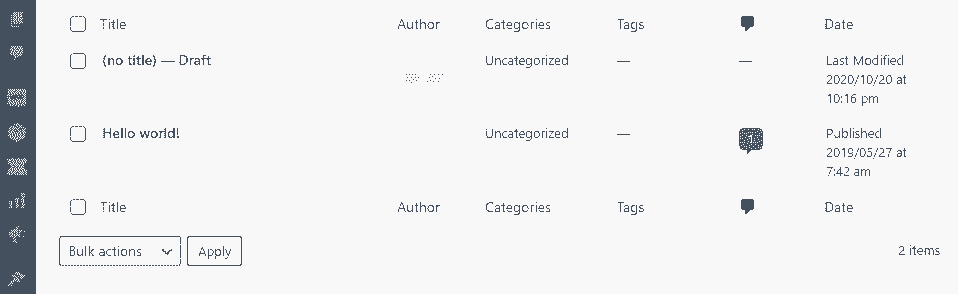 Title Author Categories Tags Date
(no title) — Draft Uncategorized — — Last Modified
2020/10/20 at
10:16 pm
Hello world! Uncategorized — 1 Published
2019/05/27 at
7:42 am
Title Author Categories Tags Date
Bulk actions Apply 2 items